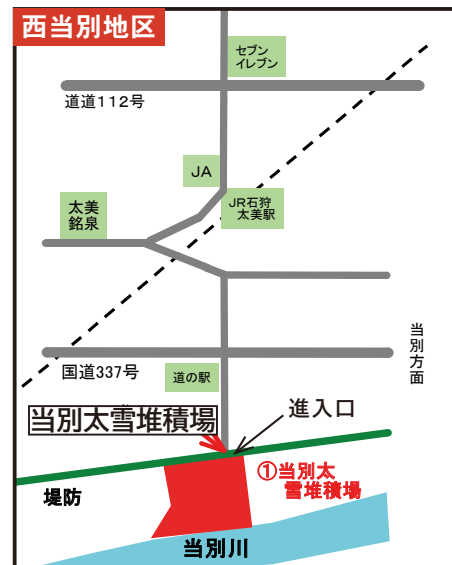 西当別地区
セブン
イレブン
道道112号
JA
太美
銘泉
JR石狩
太美駅
当別方面
国道337号
道の駅
当別太雪堆積場
進入口
①当別太
雪堆積場
堤防
当別川